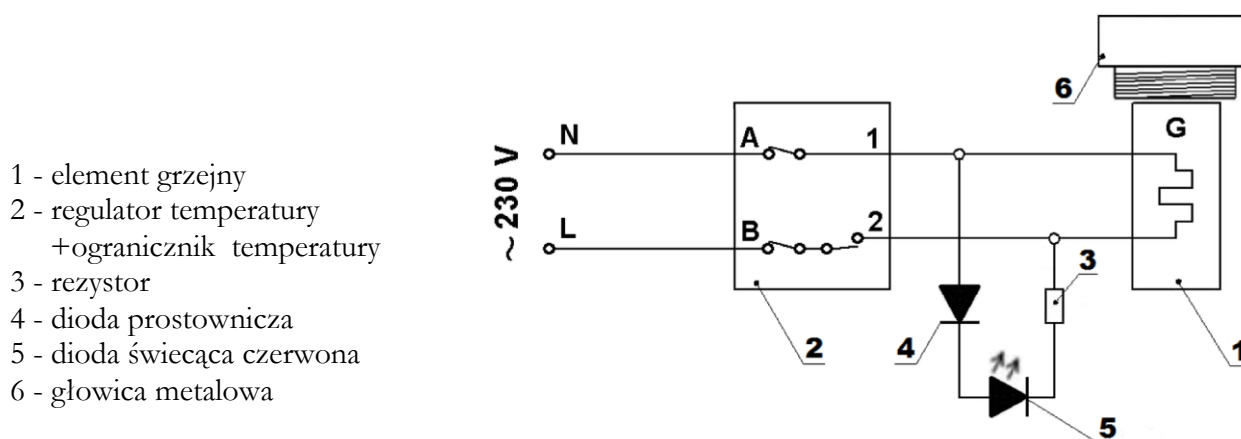 1 - element grzejny
2 - regulator temperatury
+ogranicznik temperatury
3 - rezystor
4 - dioda prostownicza
5 - dioda świecąca czerwona
6 - głowica metalowa
~230 V
N
L
A
1
B
2
2
4
5
3
6
G
1